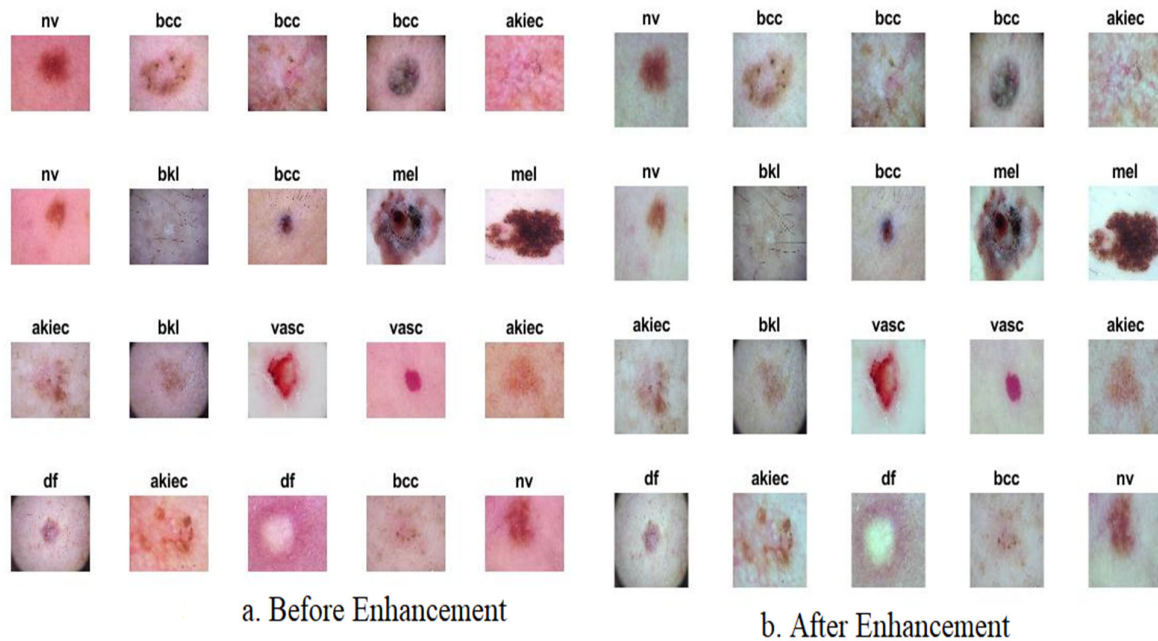 nv bcc bcc bcc akiec
nv bkl bcc mel mel
akiec bkl vasc vasc akiec
df akiec df bcc nv
a. Before Enhancement
nv bcc bcc bcc akiec
nv bkl bcc mel mel
akiec bkl vasc vasc akiec
df akiec df bcc nv
b. After Enhancement